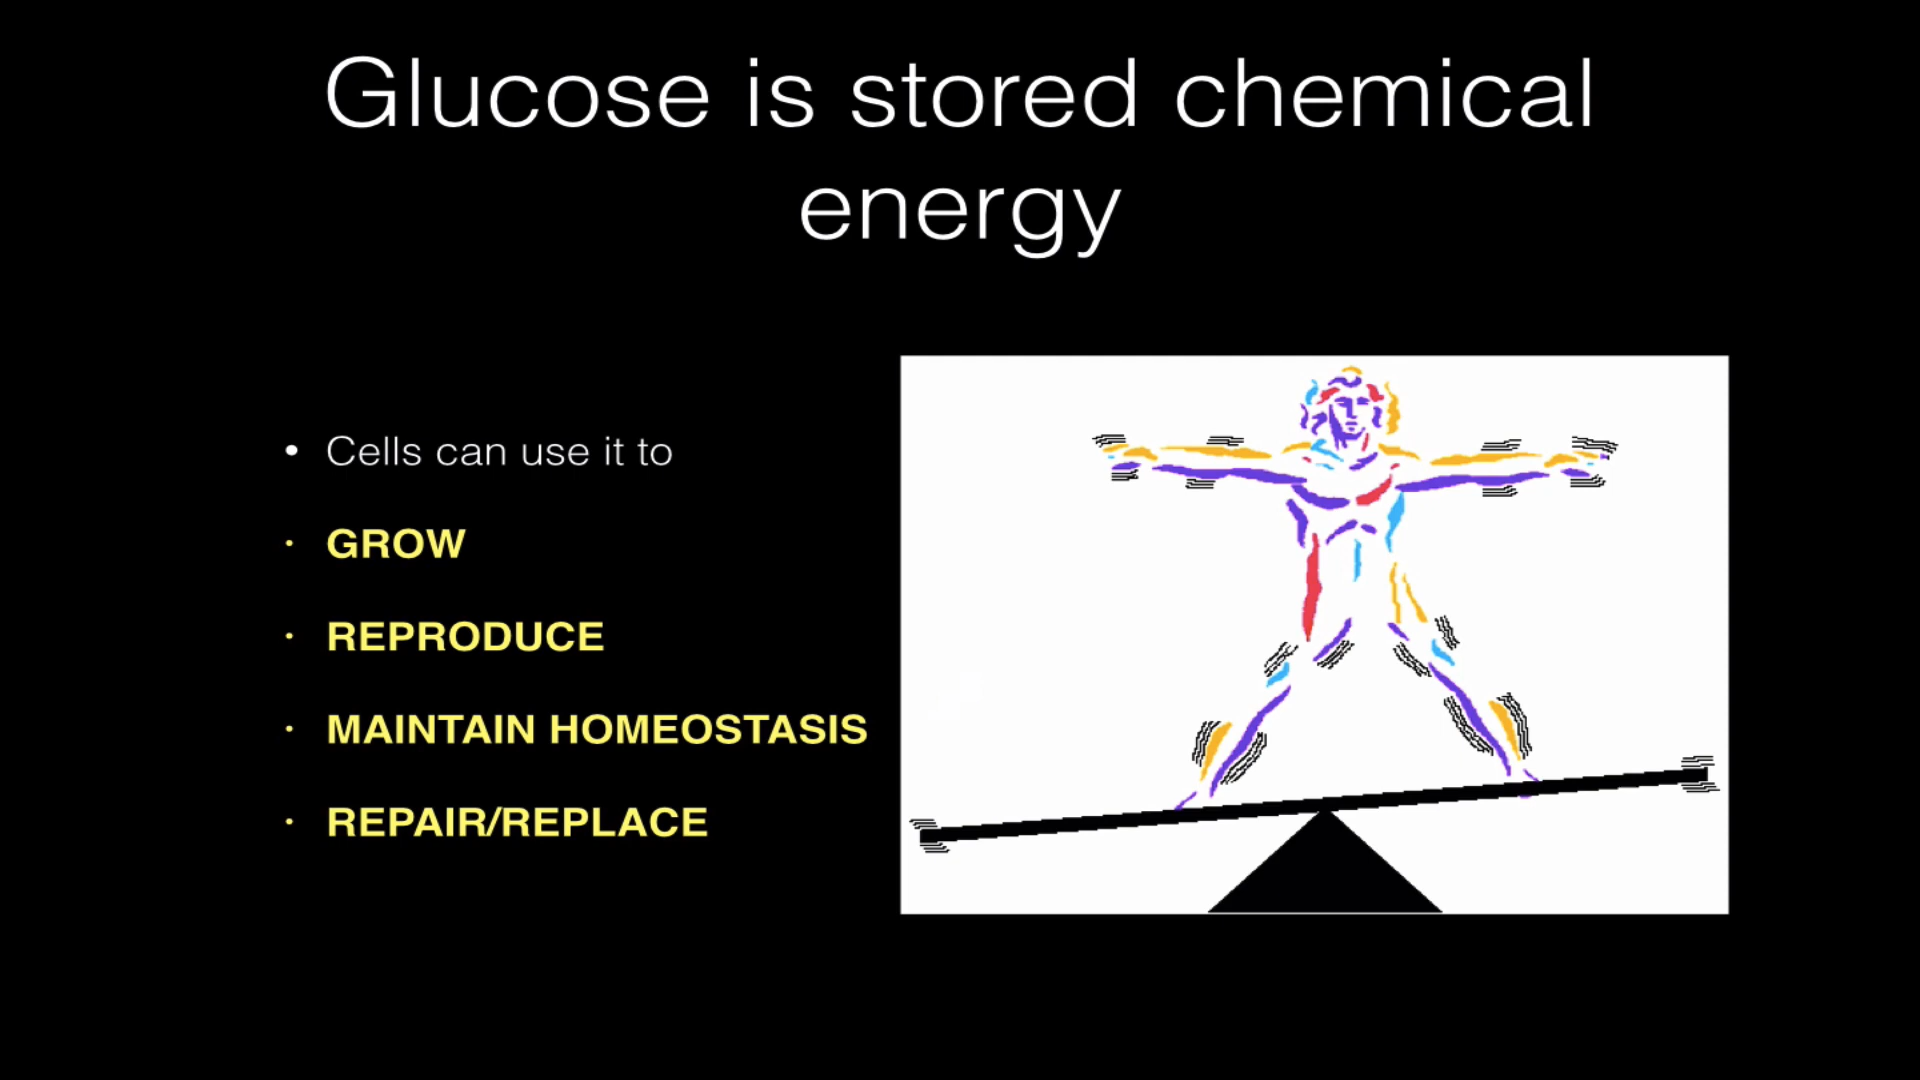 Glucose is stored chemical
energy
• Cells can use it to
· GROW
· REPRODUCE
· MAINTAIN HOMEOSTASIS
· REPAIR/REPLACE